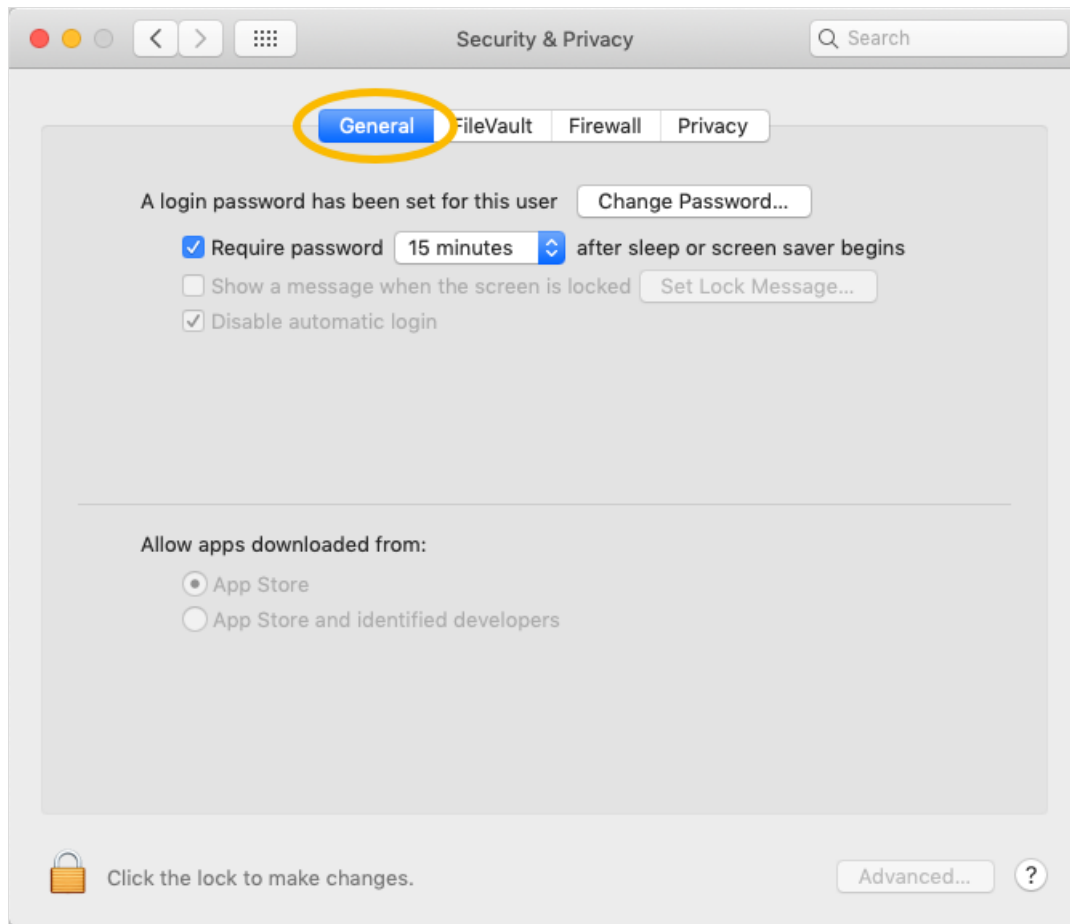 Security & Privacy
Search
General FileVault Firewall Privacy
A login password has been set for this user Change Password...
Require password 15 minutes after sleep or screen saver begins
Show a message when the screen is locked Set Lock Message...
Disable automatic login
Allow apps downloaded from:
App Store
App Store and identified developers
Click the lock to make changes.
Advanced... ?